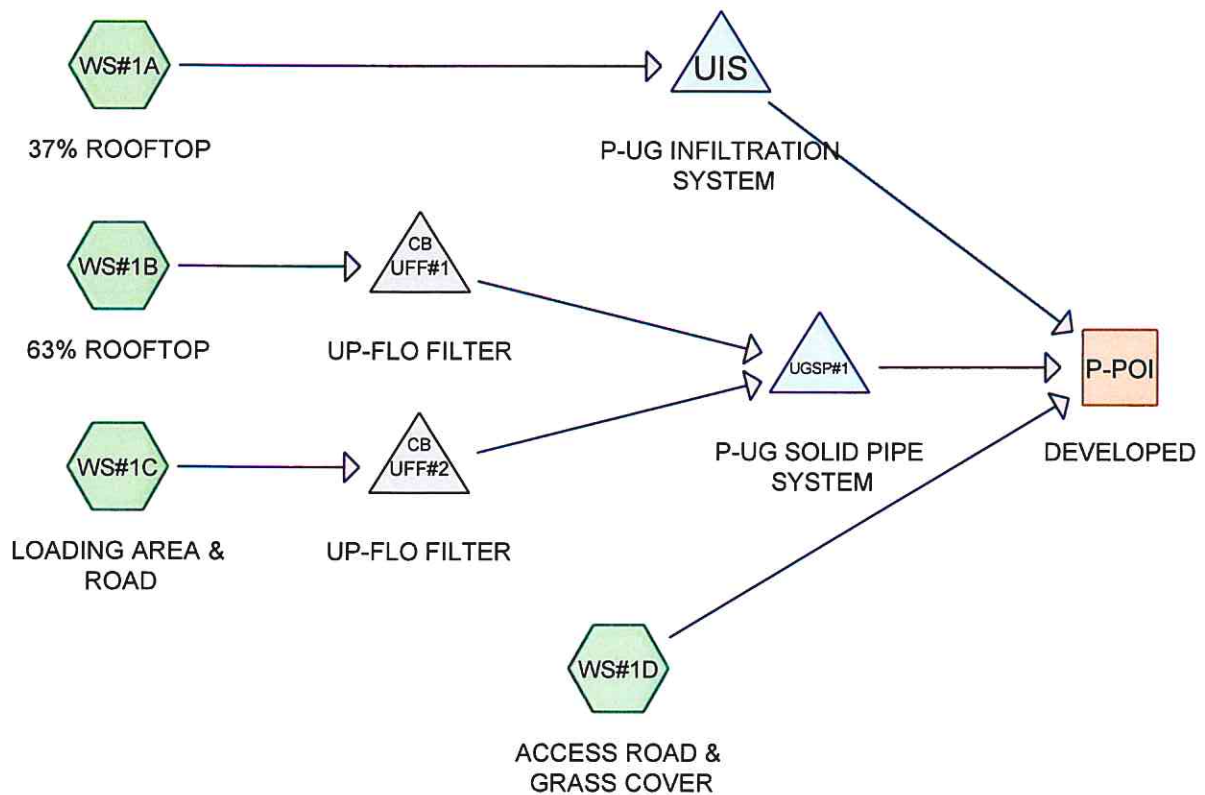 WS#1A
UIS
37% ROOFTOP
P-UG INFILTRATION
SYSTEM
WS#1B
CB
UFF#1
63% ROOFTOP
UP-FLO FILTER
UGSP#1
P-POI
WS#1C
CB
UFF#2
P-UG SOLID PIPE
SYSTEM
DEVELOPED
LOADING AREA &
ROAD
UP-FLO FILTER
WS#1D
ACCESS ROAD &
GRASS COVER